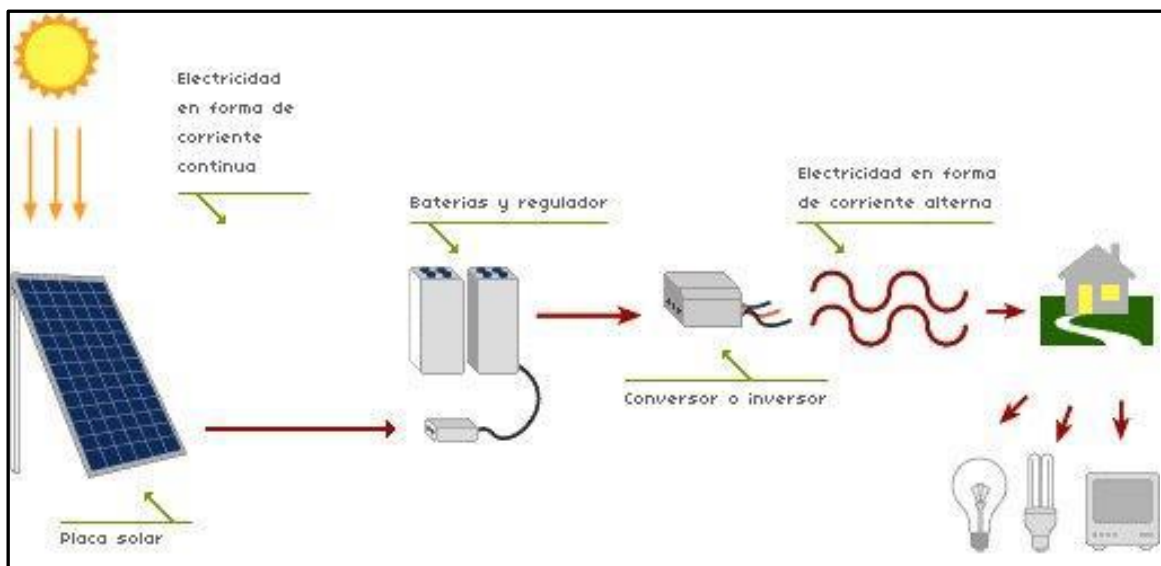 Electricidad
en forma de
corriente
continua
Baterias y regulador
Electricidad en forma
de corriente alterna
Conversor o inversor
Placa solar